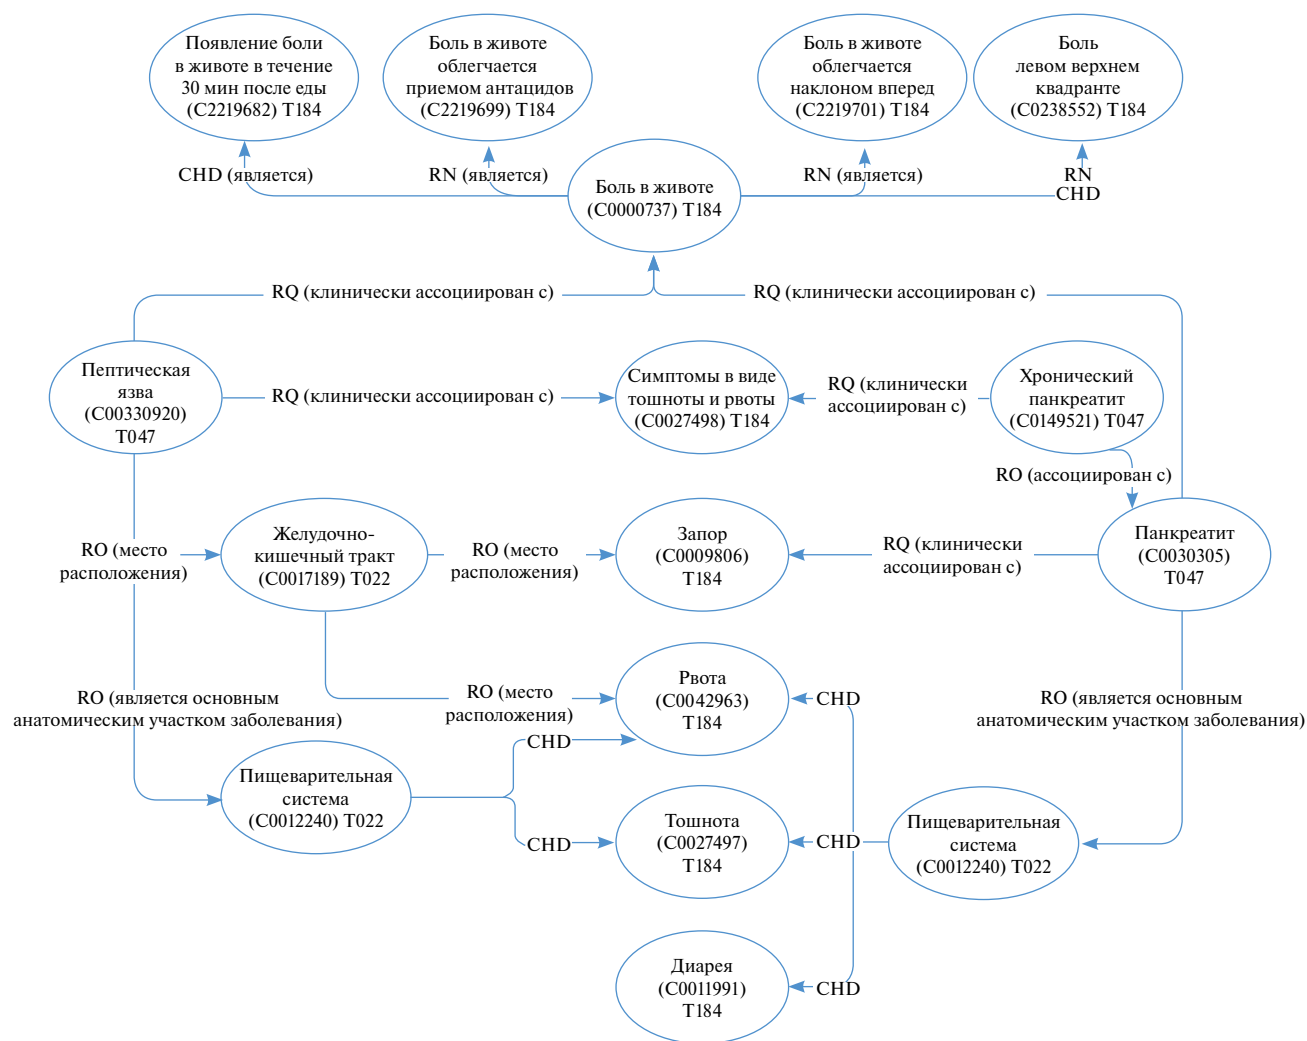 Появление боли
в животе в течение
30 мин после еды
(C2219682) T184
Боль в животе
облегчается
приемом антацидов
(C2219699) T184
Боль в животе
облегчается
наклоном вперед
(C2219701) T184
Боль
левом верхнем
квадранте
(C0238552) T184
CHD (является)
RN (является)
RN (является)
RN
CHD
Боль в животе
(C0000737) T184
RQ (клинически ассоциирован с)
RQ (клинически ассоциирован с)
Пептическая
язва
(C00330920)
T047
RQ (клинически ассоциирован с)
Симптомы в виде
тошноты и рвоты
(C0027498) T184
RQ (клинически
ассоциирован с)
Хронический
панкреатит
(C0149521) T047
RO (ассоциирован с)
RO (место
расположения)
Желудочно-
кишечный тракт
(C0017189) T022
RO (место
расположения)
Запор
(C0009806)
T184
RQ (клинически
ассоциирован с)
Панкреатит
(C0030305)
T047
RO (является основным
анатомическим участком заболевания)
RO (место
расположения)
Рвота
(C0042963)
T184
CHD
RO (является основным
анатомическим участком заболевания)
CHD
Пищеварительная
система
(C0012240) T022
CHD
Тошнота
(C0027497)
T184
CHD
Пищеварительная
система
(C0012240) T022
Диарея
(C0011991)
T184
CHD